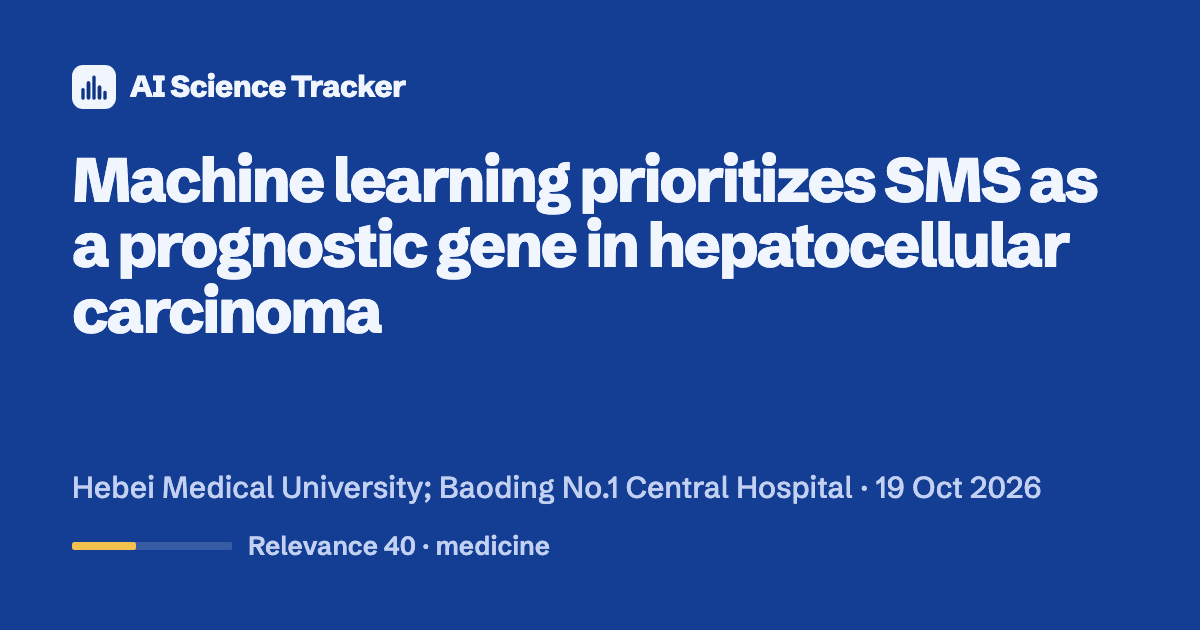 AI Science Tracker
Machine learning prioritizes SMS as
a prognostic gene in hepatocellular
carcinoma
Hebei Medical University; Baoding No.1 Central Hospital · 19 Oct 2026
Relevance 40 · medicine